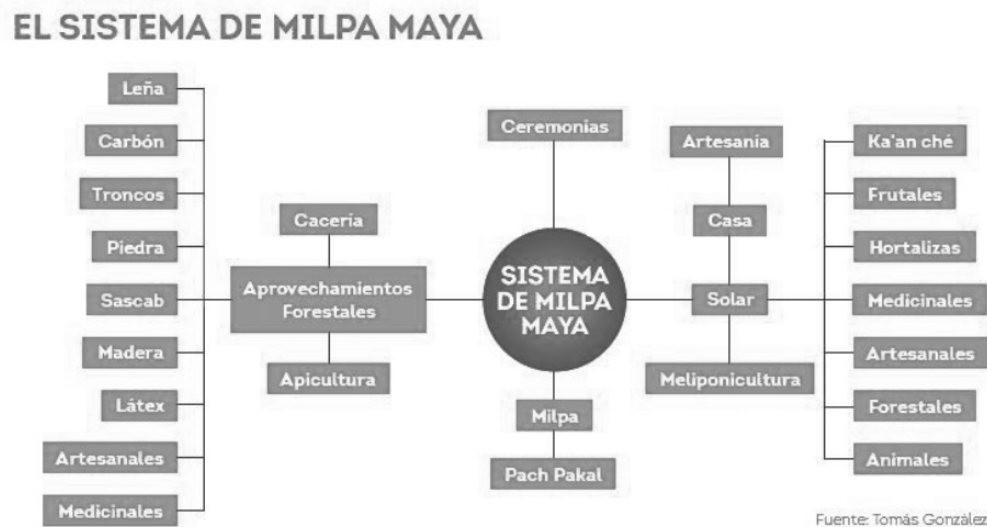 EL SISTEMA DE MILPA MAYA
Leña
Carbón
Troncos
Piedra
Sascab
Madera
Látex
Artesanales
Medicinales
Cacería
Aprovechamientos
Forestales
Apicultura
Ceremonias
SISTEMA
DE MILPA
MAYA
Milpa
Pach Pakal
Artesanía
Casa
Solar
Meliponicultura
Ka'an ché
Frutales
Hortalizas
Medicinales
Artesanales
Forestales
Animales
Fuente: Tomás González